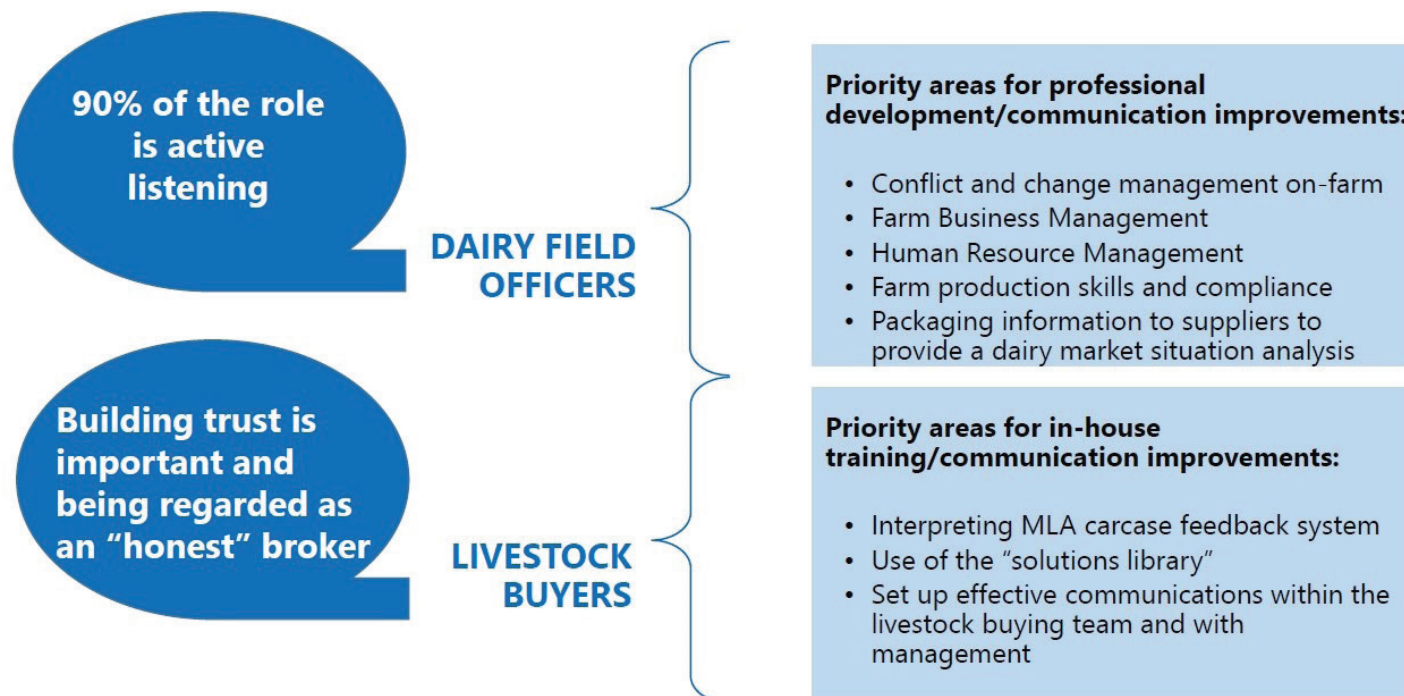 90% of the role
is active
listening
DAIRY FIELD
OFFICERS
Priority areas for professional
development/communication improvements:
• Conflict and change management on-farm
• Farm Business Management
• Human Resource Management
• Farm production skills and compliance
• Packaging information to suppliers to
provide a dairy market situation analysis
Building trust is
important and
being regarded as
an “honest” broker
LIVESTOCK
BUYERS
Priority areas for in-house
training/communication improvements:
• Interpreting MLA carcase feedback system
• Use of the “solutions library”
• Set up effective communications within the
livestock buying team and with
management